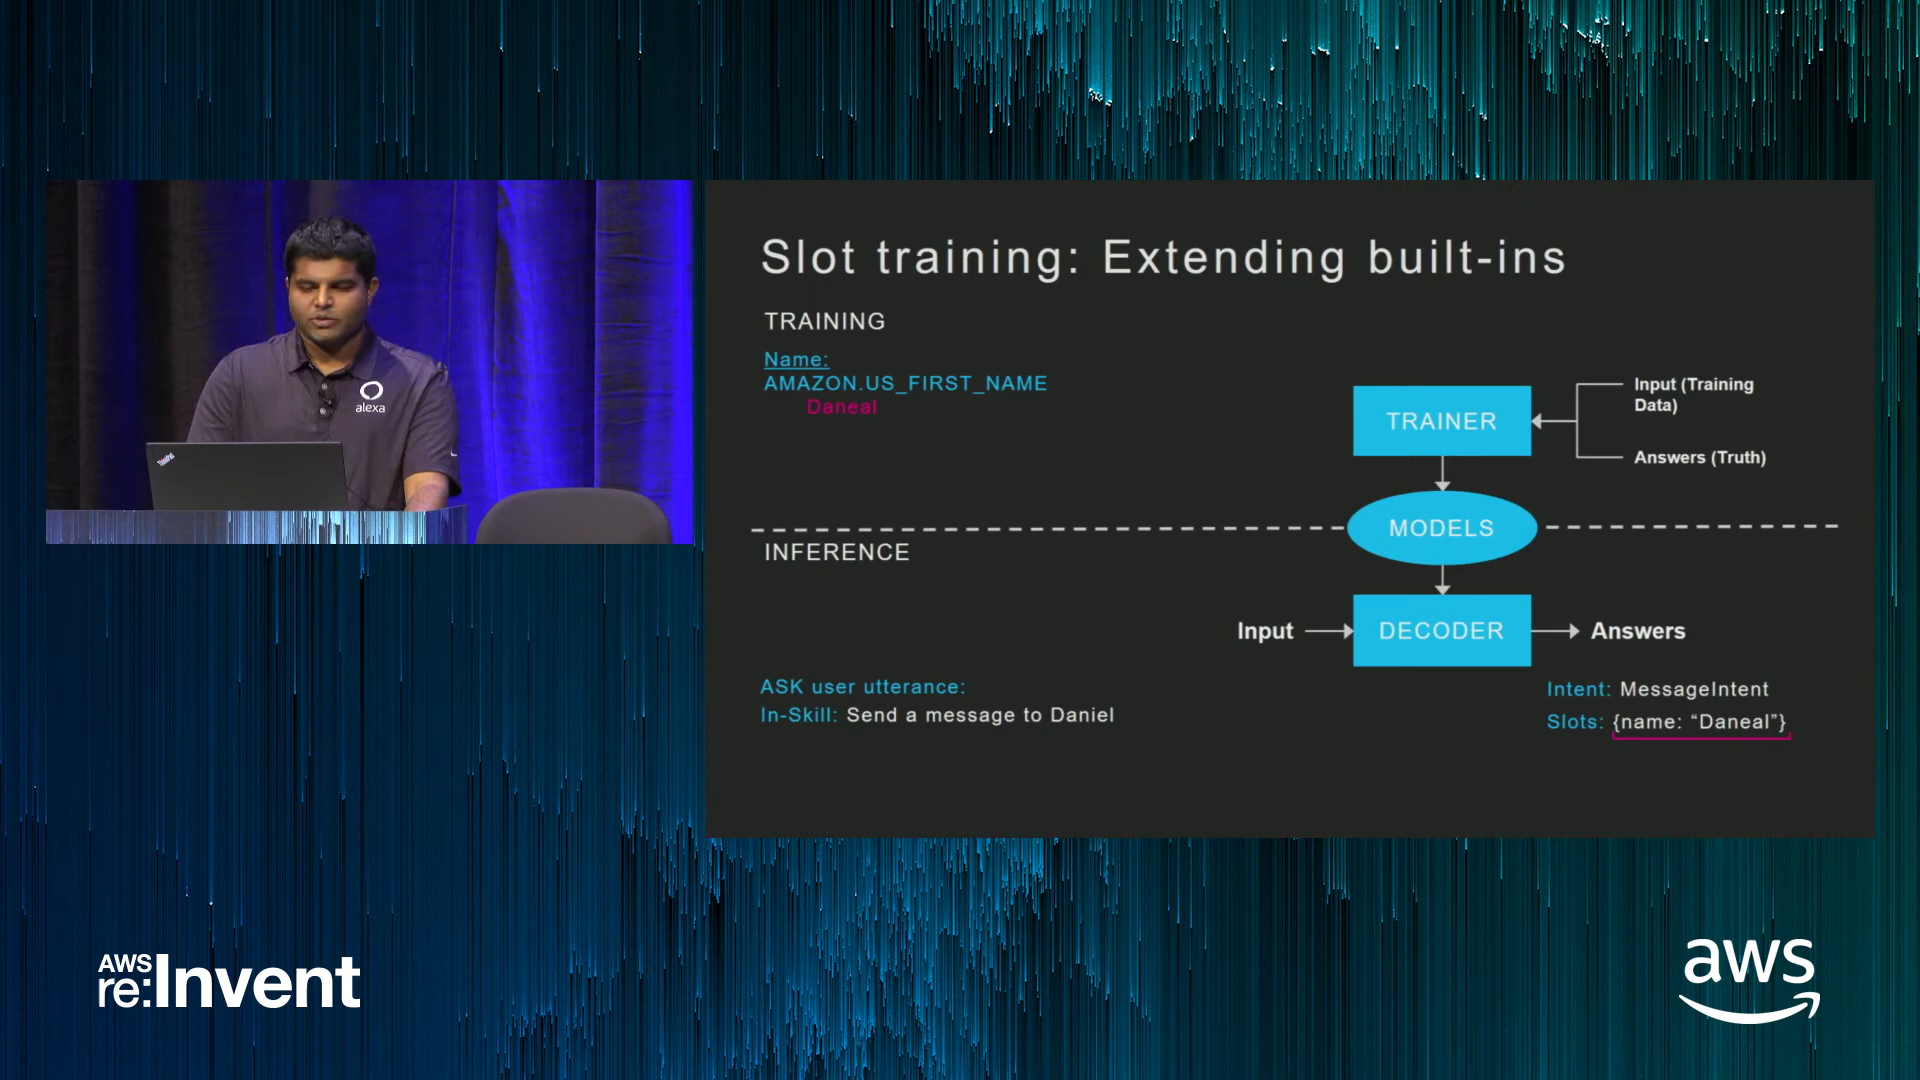 Slot training: Extending built-ins
TRAINING
Name:
AMAZON.US_FIRST_NAME
Daneal
TRAINER
Input (Training
Data)
Answers (Truth)
MODELS
INFERENCE
Input
DECODER
Answers
ASK user utterance:
In-Skill: Send a message to Daniel
Intent: MessageIntent
Slots: {name: “Daneal”}
alexa
ThinkPad
AWS
re:Invent
aws